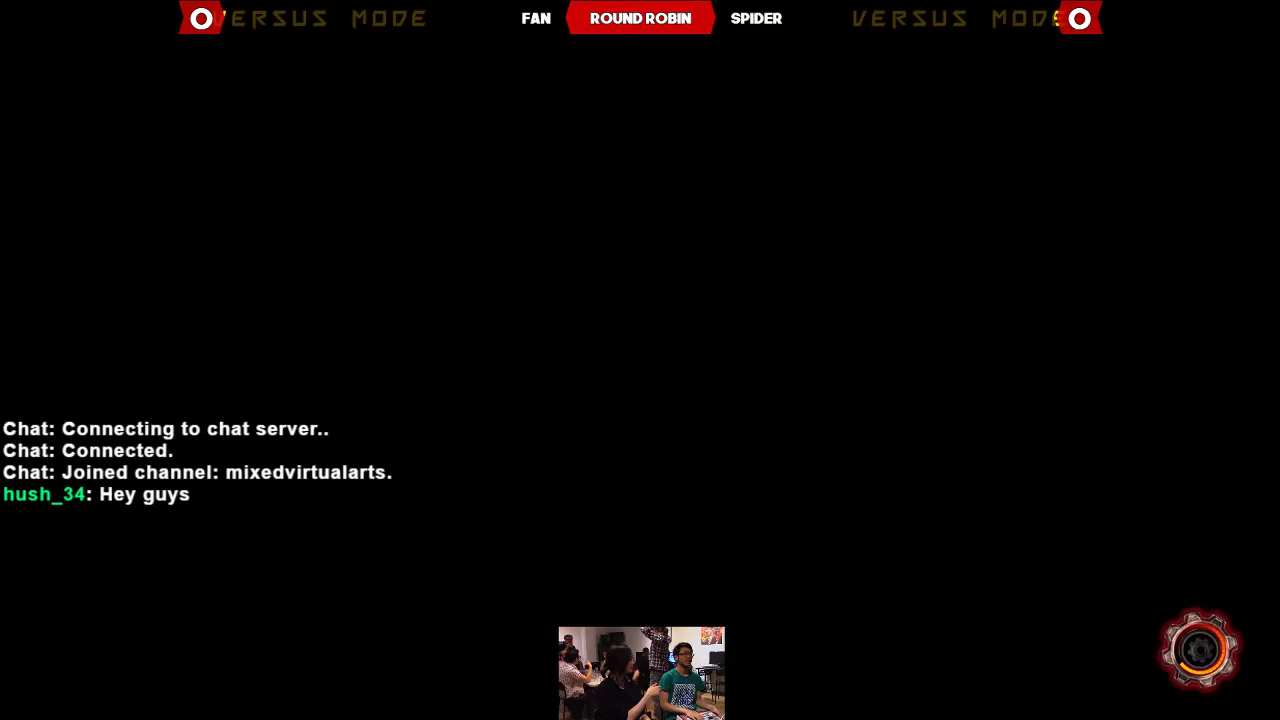 VERSUS MODE FAN ROUND ROBIN SPIDER VERSUS MODE
Chat: Connecting to chat server..
Chat: Connected.
Chat: Joined channel: mixedvirtualarts.
hush_34: Hey guys